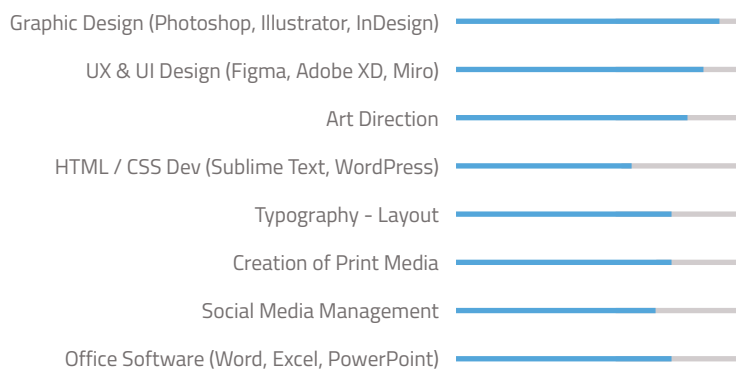 Graphic Design (Photoshop, Illustrator, InDesign)
UX & UI Design (Figma, Adobe XD, Miro)
Art Direction
HTML / CSS Dev (Sublime Text, WordPress)
Typography - Layout
Creation of Print Media
Social Media Management
Office Software (Word, Excel, PowerPoint)